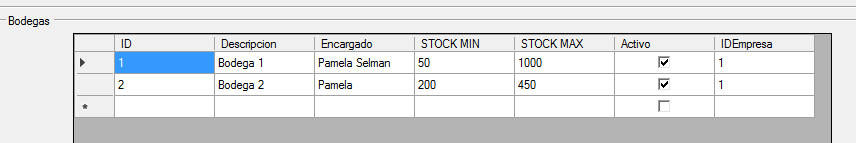 Bodegas
ID Descripcion Encargado STOCK MIN STOCK MAX Activo IDEmpresa
1 Bodega 1 Pamela Selman 50 1000 1
2 Bodega 2 Pamela 200 450 1